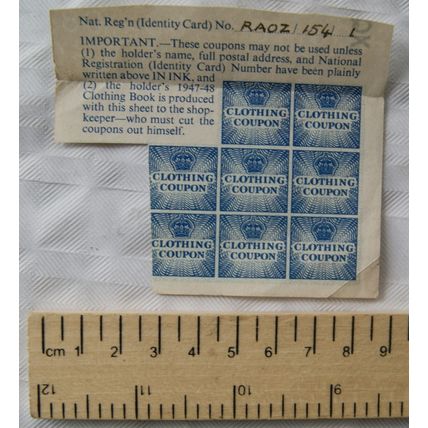 Nat. Reg'n (Identity Card) No. RAOZ/154/1
IMPORTANT.—These coupons may not be used unless
(1) the holder's name, full postal address, and National
Registration (Identity Card) Number have been plainly
written above IN INK, and
(2) the holder's 1947-48
Clothing Book is produced
with this sheet to the shop-
keeper—who must cut the
coupons out himself.
CLOTHING COUPON
CLOTHING COUPON
CLOTHING COUPON
CLOTHING COUPON
CLOTHING COUPON
CLOTHING COUPON
CLOTHING COUPON
CLOTHING COUPON
cm 1 2 3 4 5 6 7 8 9
12 11 10 9